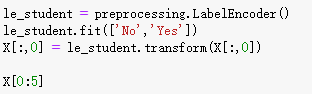 le_student = preprocessing.LabelEncoder()
le_student.fit(['No','Yes'])
X[:,0] = le_student.transform(X[:,0])
X[0:5]